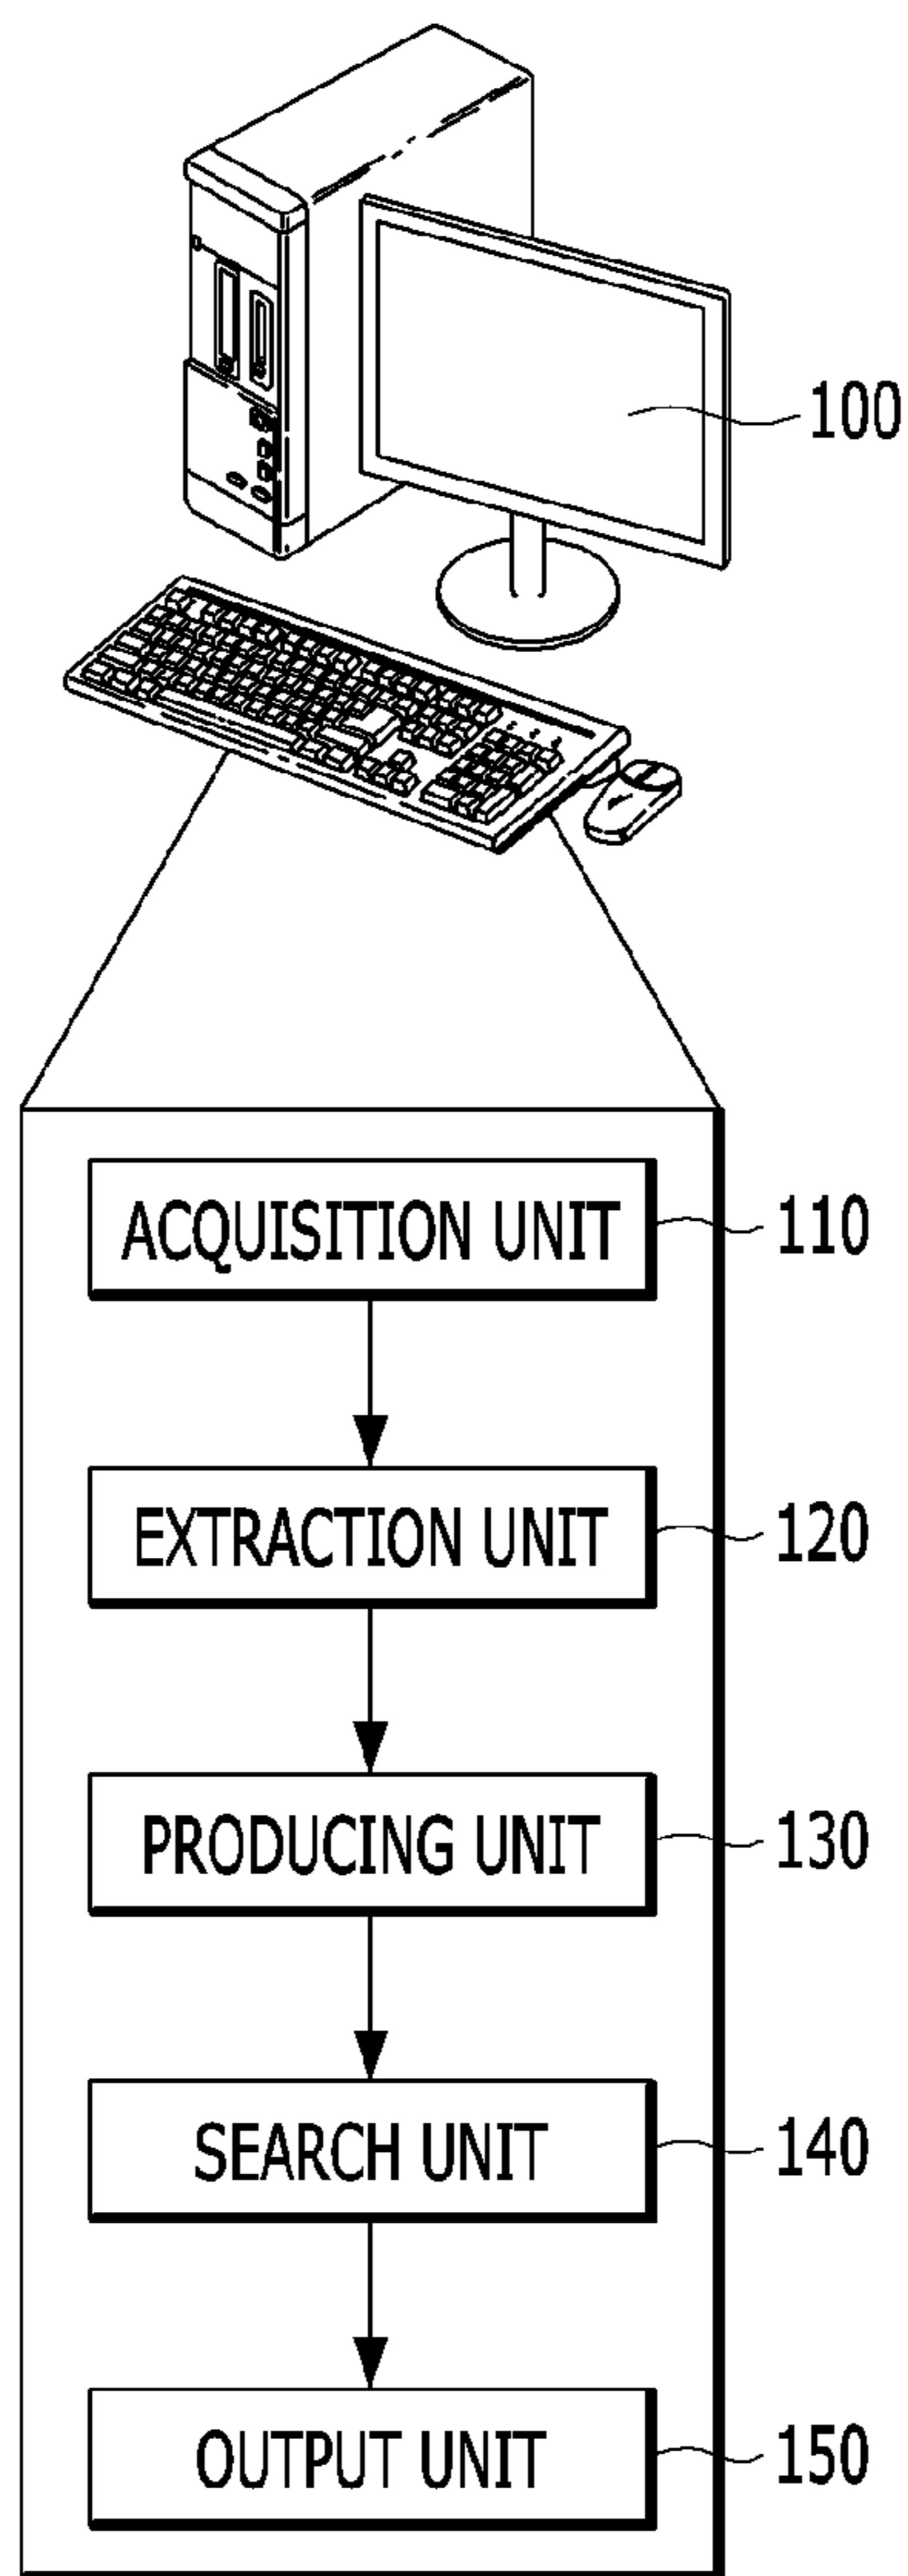 100
ACQUISITION UNIT 110
EXTRACTION UNIT 120
PRODUCING UNIT 130
SEARCH UNIT 140
OUTPUT UNIT 150